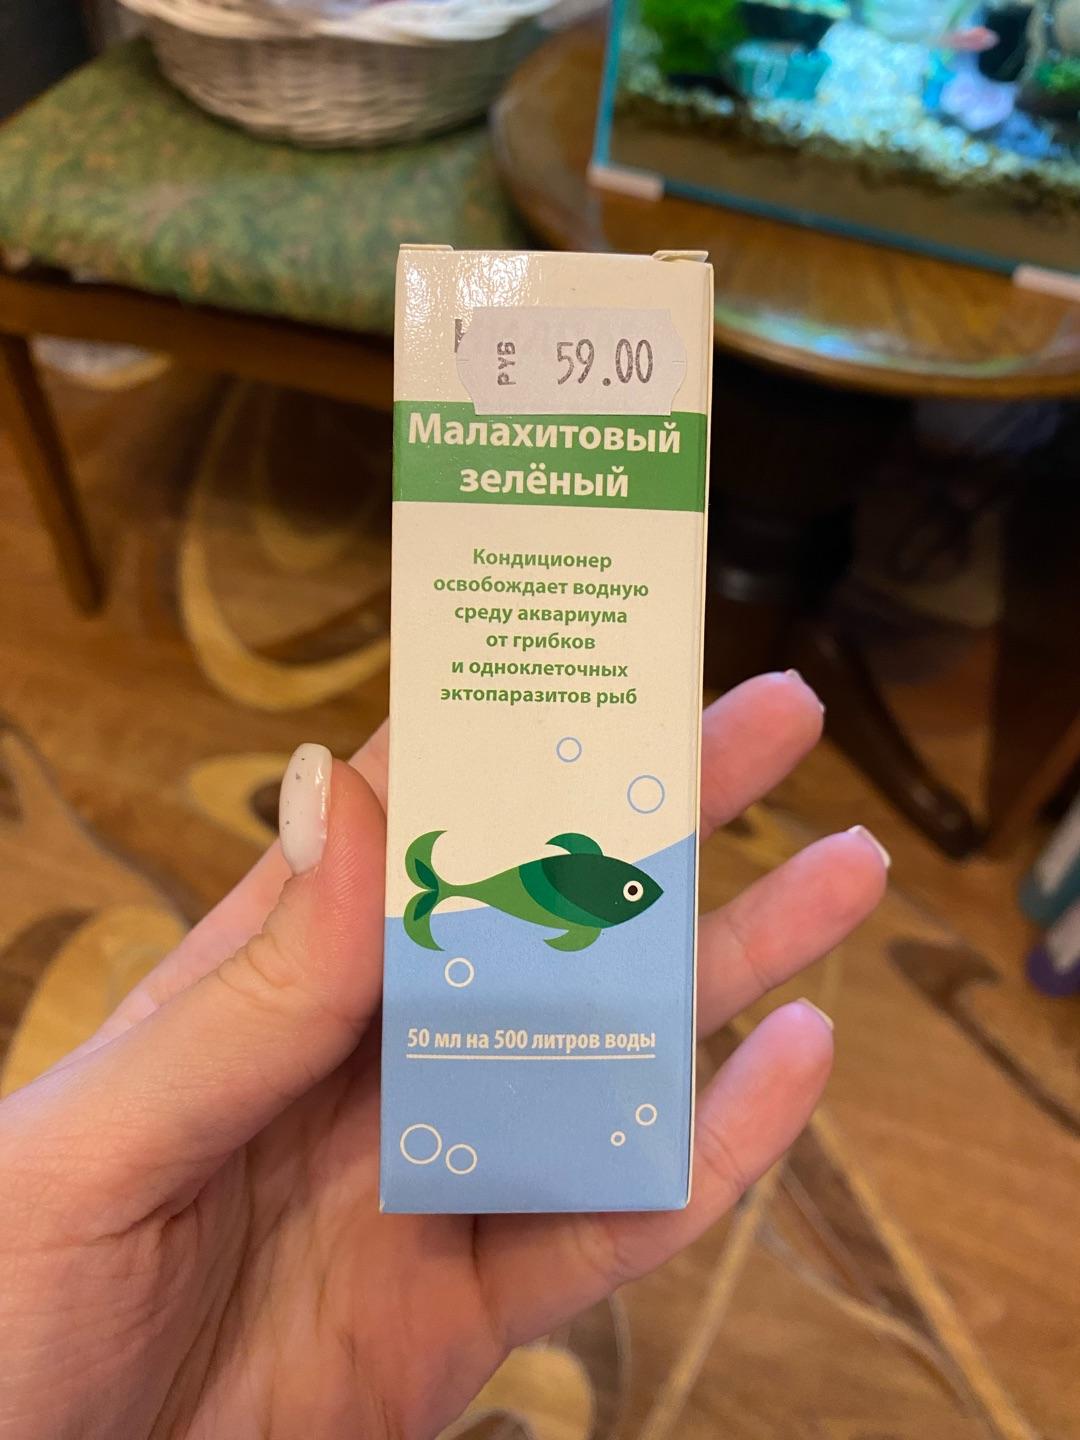 РУБ 59.00
Малахитовый
зелёный
Кондиционер
освобождает водную
среду аквариума
от грибков
и одноклеточных
эктопаразитов рыб
50 мл на 500 литров воды